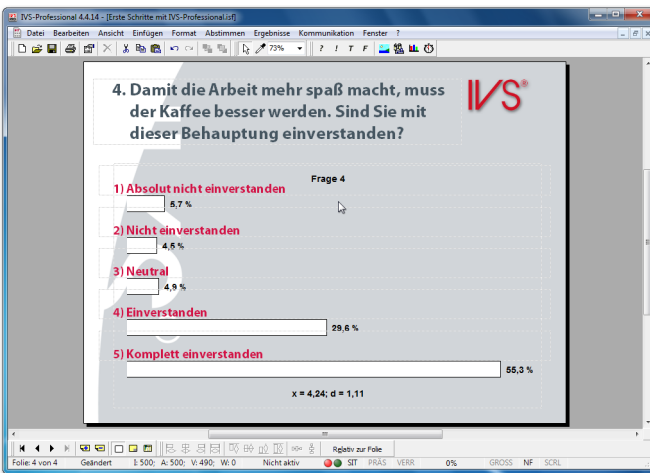 IVS-Professional 4.4.14 - [Erste Schritte mit IVS-Professional.isf]
Datei Bearbeiten Ansicht Einfügen Format Abstimmen Ergebnisse Kommunikation Fenster ?
73% ? ! T F
4. Damit die Arbeit mehr spaß macht, muss
der Kaffee besser werden. Sind Sie mit
dieser Behauptung einverstanden?
IVS®
Frage 4
1) Absolut nicht einverstanden
5,7 %
2) Nicht einverstanden
4,5 %
3) Neutral
4,9 %
4) Einverstanden
29,6 %
5) Komplett einverstanden
55,3 %
x = 4,24; d = 1,11
Relativ zur Folie
Folie: 4 von 4 Geändert I: 500; A: 500; V: 490; W: 0 Nicht aktiv SIT PRÄS VERR 0% GROSS NF SCRL